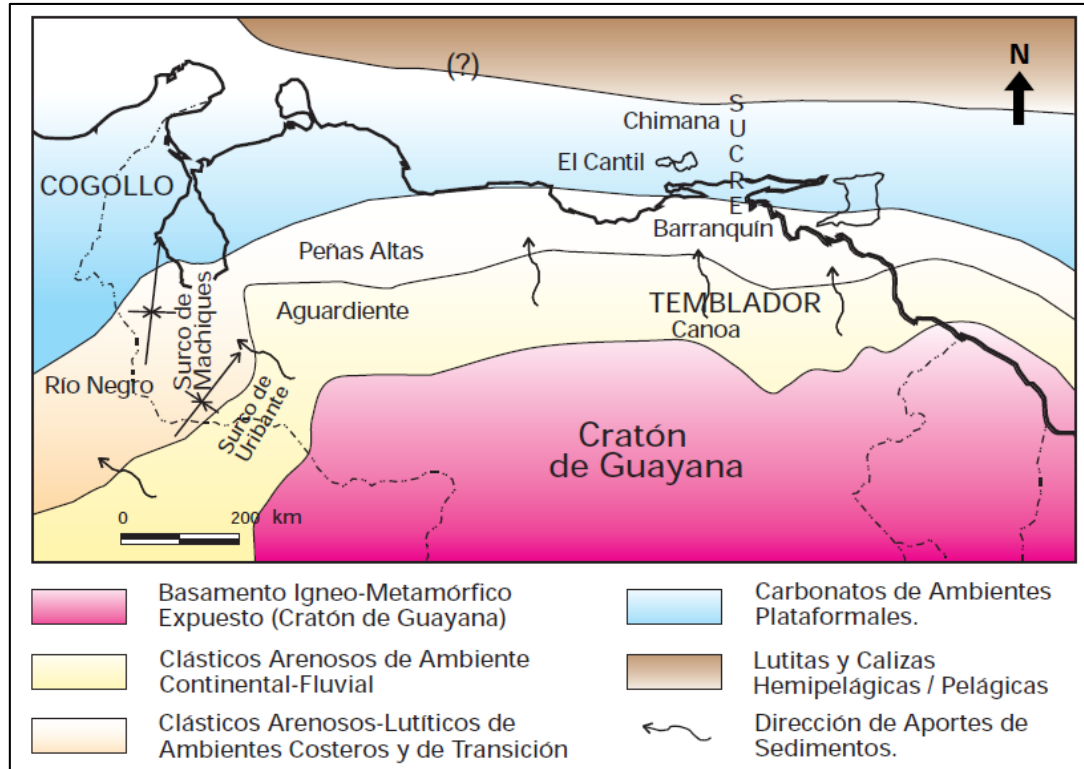 (?)
N
SUCRE
Chimana
El Cantil
COGOLLO
Barranquín
Peñas Altas
Surco de
Machiques
Aguardiente
TEMBLADOR
Canoa
Río Negro
Surco de
Uribante
Cratón
de Guayana
0 200 km
Basamento Igneo-Metamórfico
Expuesto (Cratón de Guayana)
Clásticos Arenosos de Ambiente
Continental-Fluvial
Clásticos Arenosos-Lutíticos de
Ambientes Costeros y de Transición
Carbonatos de Ambientes
Plataformales.
Lutitas y Calizas
Hemipelágicas / Pelágicas
Dirección de Aportes de
Sedimentos.